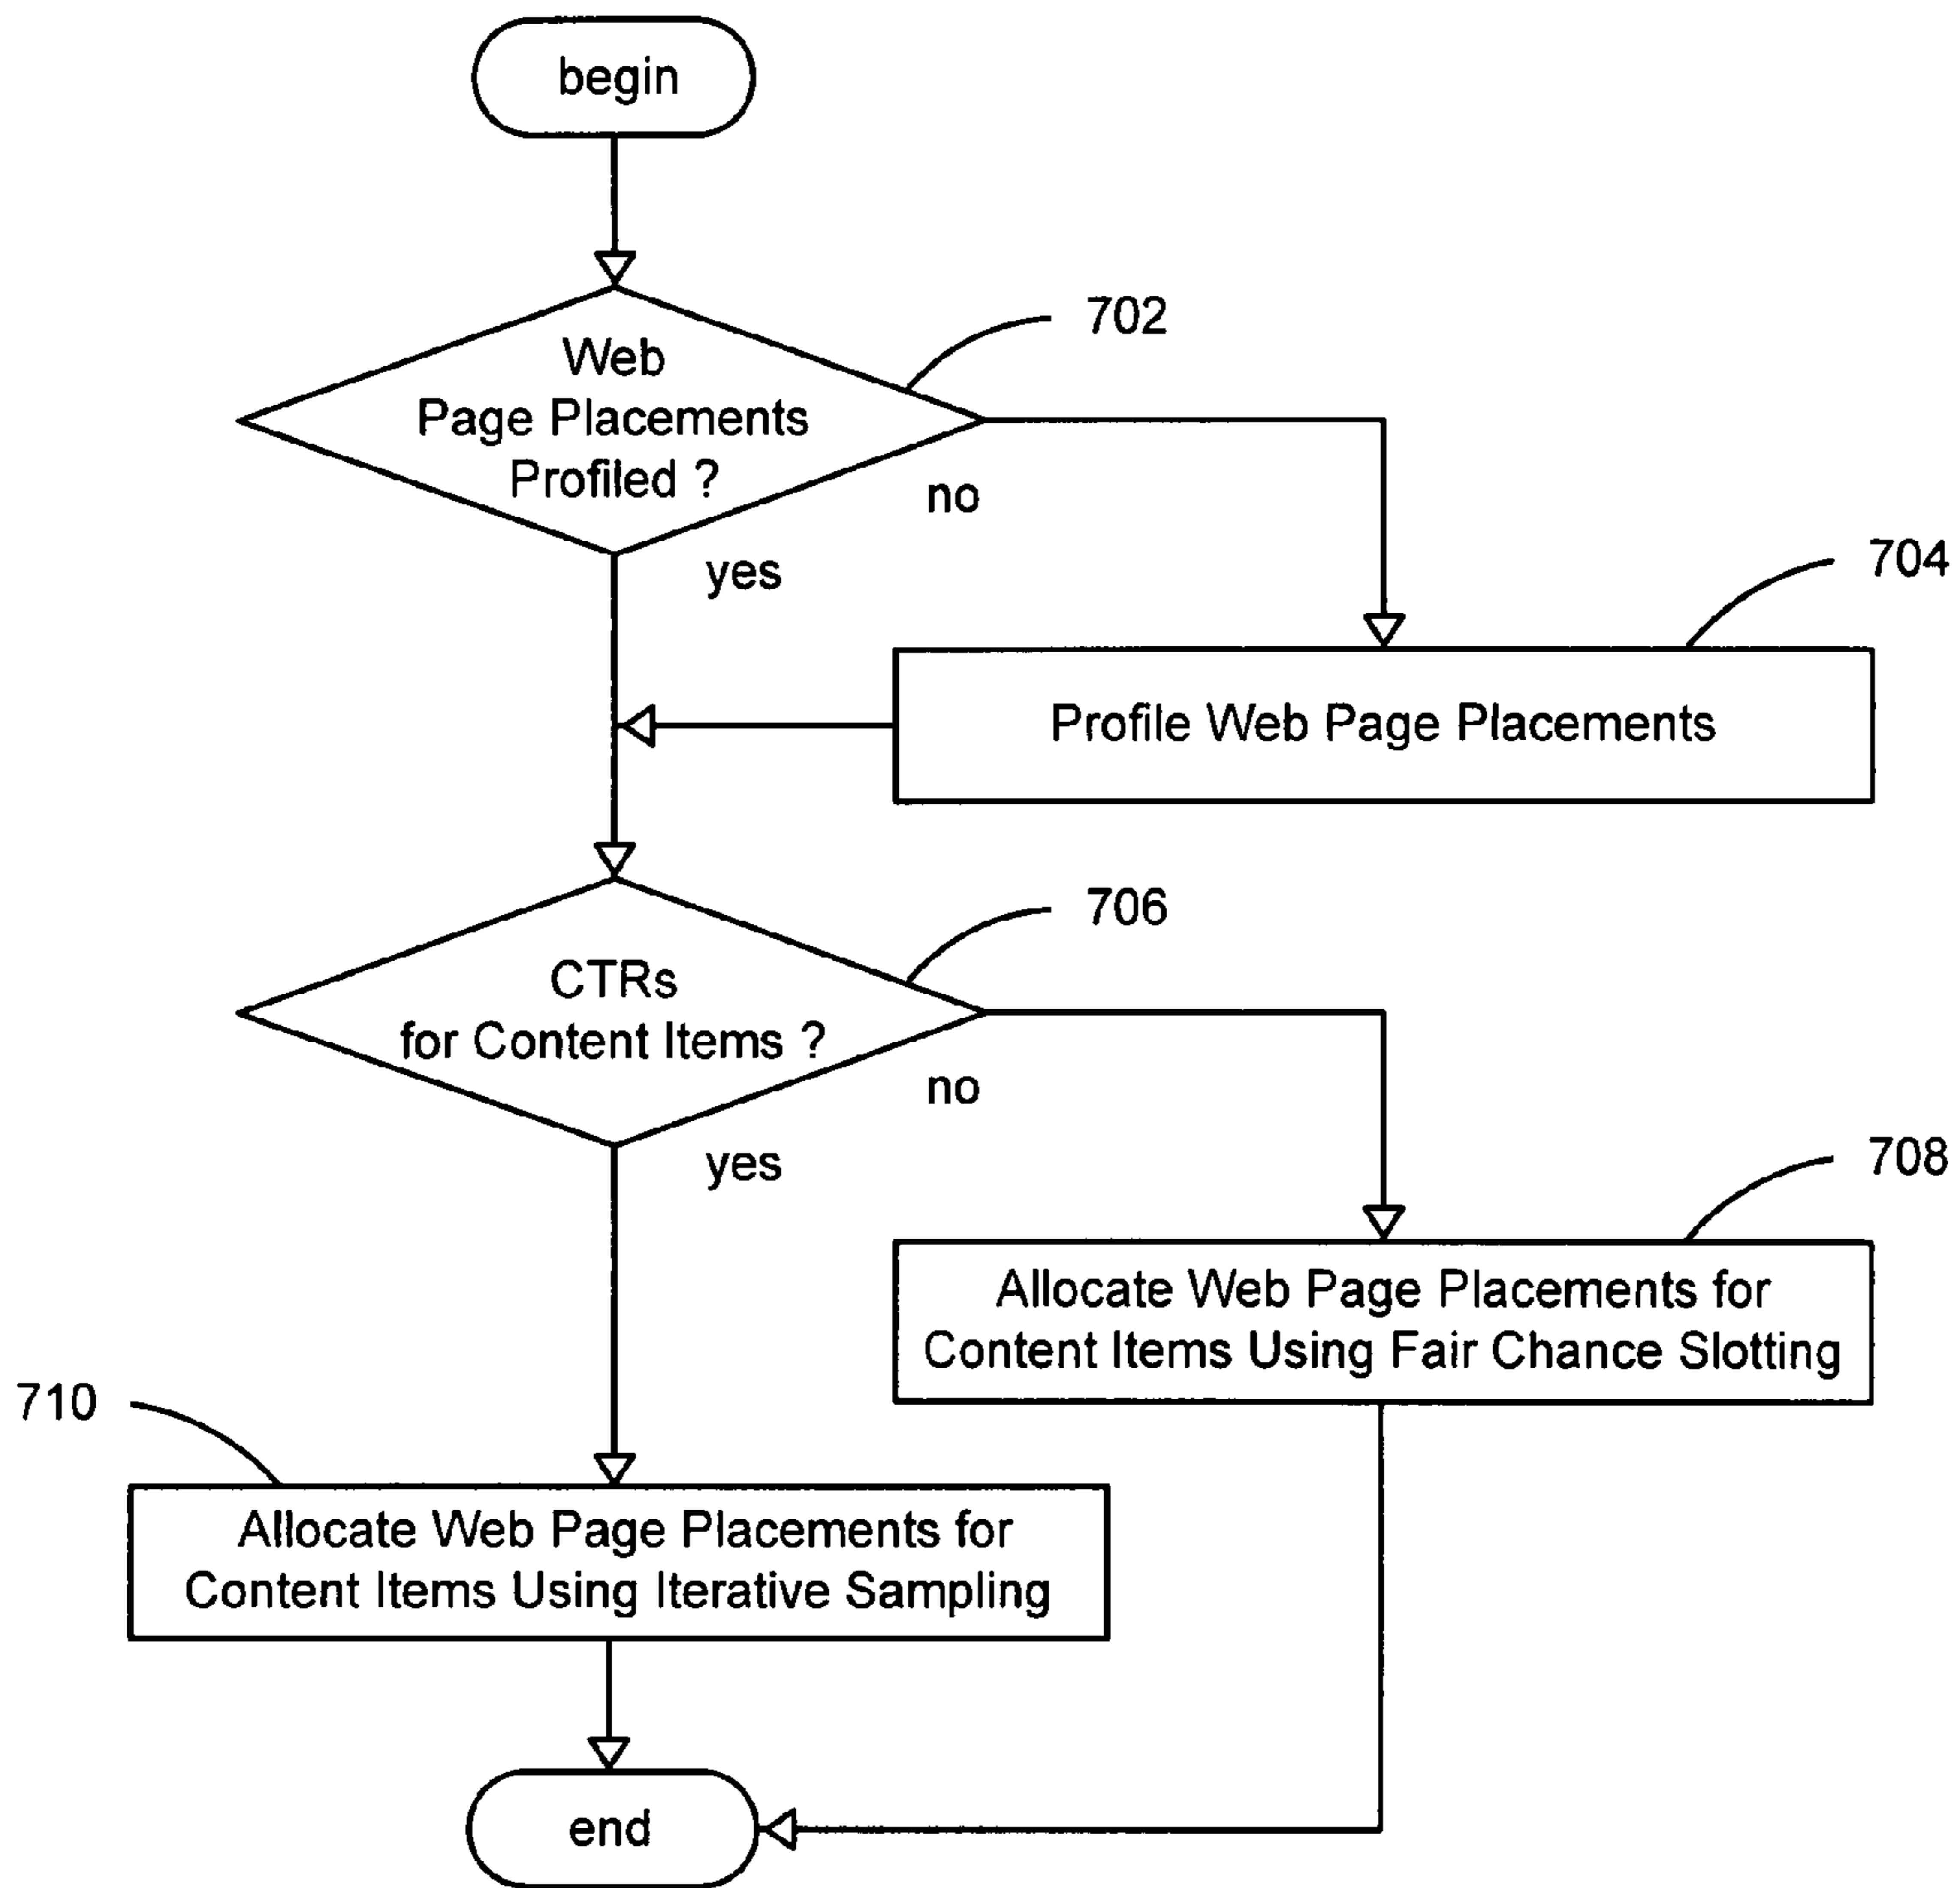 begin
702
Web
Page Placements
Profiled ?
no
yes
704
Profile Web Page Placements
706
CTRs
for Content Items ?
no
yes
708
Allocate Web Page Placements for
Content Items Using Fair Chance Slotting
710
Allocate Web Page Placements for
Content Items Using Iterative Sampling
end